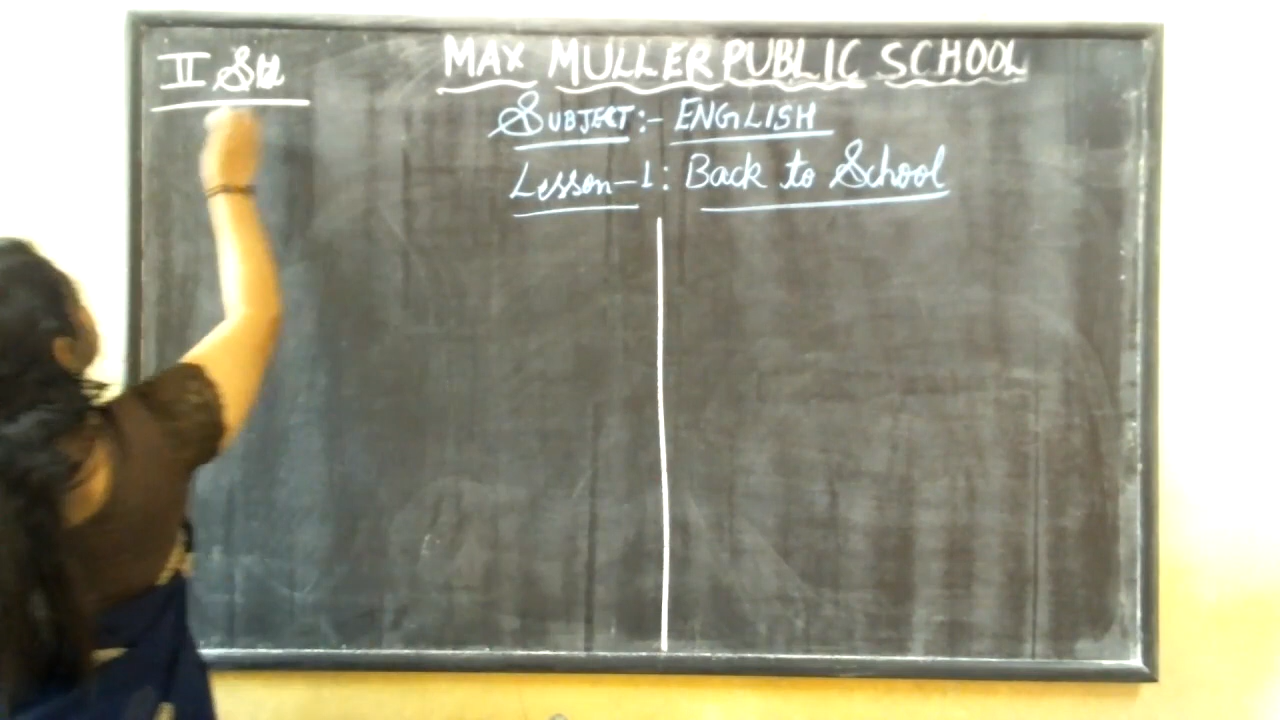 II Std
MAX MULLER PUBLIC SCHOOL
SUBJECT:- ENGLISH
Lesson-1: Back to School